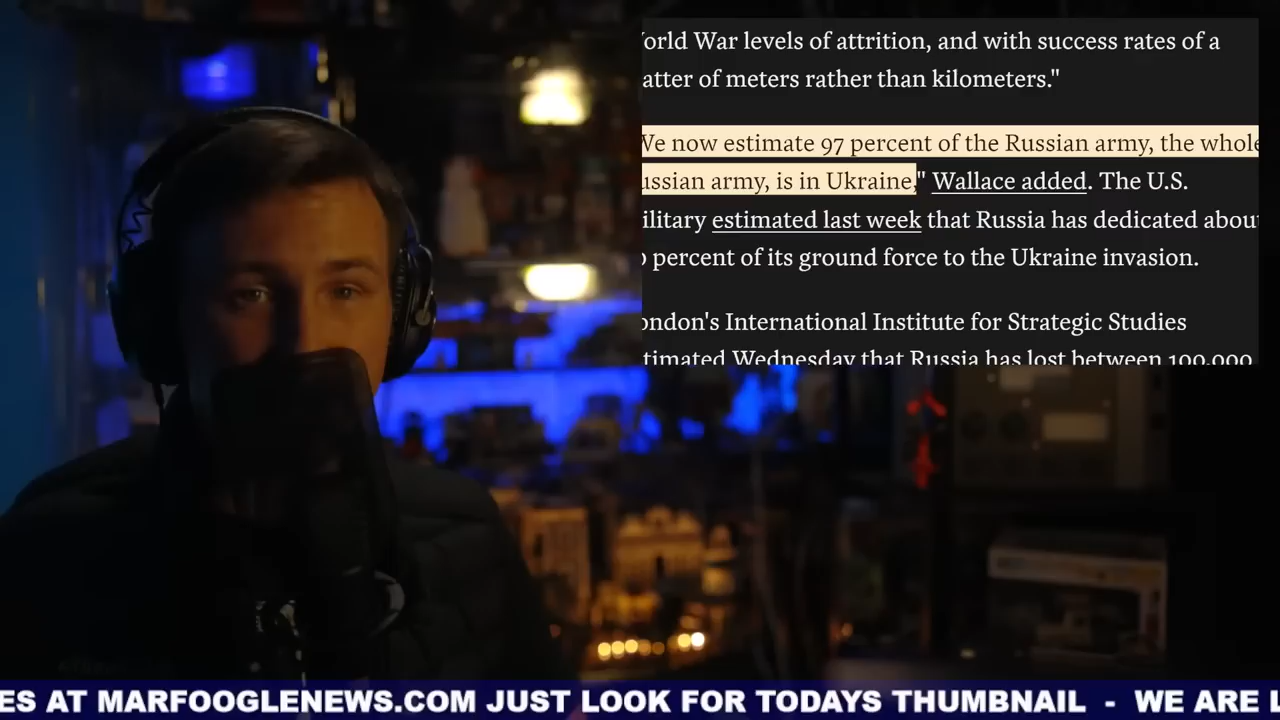 orld War levels of attrition, and with success rates of a
atter of meters rather than kilometers."
We now estimate 97 percent of the Russian army, the whole
ussian army, is in Ukraine," Wallace added. The U.S.
ilitary estimated last week that Russia has dedicated about
percent of its ground force to the Ukraine invasion.
ondon's International Institute for Strategic Studies
timated Wednesday that Russia has lost between 100,000
ES AT MARFOOGLENEWS.COM JUST LOOK FOR TODAYS THUMBNAIL - WE ARE L